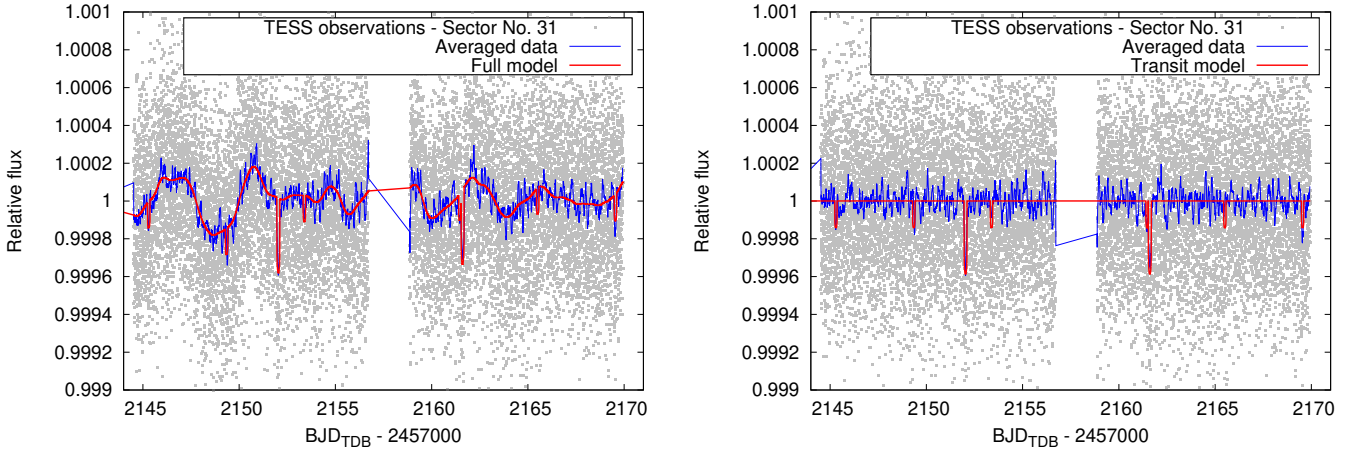 TESS observations - Sector No. 31
Averaged data
Full model
1.001
1.0008
1.0006
1.0004
1.0002
1
0.9998
0.9996
0.9994
0.9992
0.999
Relative flux
2145 2150 2155 2160 2165 2170
BJDTDB - 2457000
TESS observations - Sector No. 31
Averaged data
Transit model
1.001
1.0008
1.0006
1.0004
1.0002
1
0.9998
0.9996
0.9994
0.9992
0.999
Relative flux
2145 2150 2155 2160 2165 2170
BJDTDB - 2457000